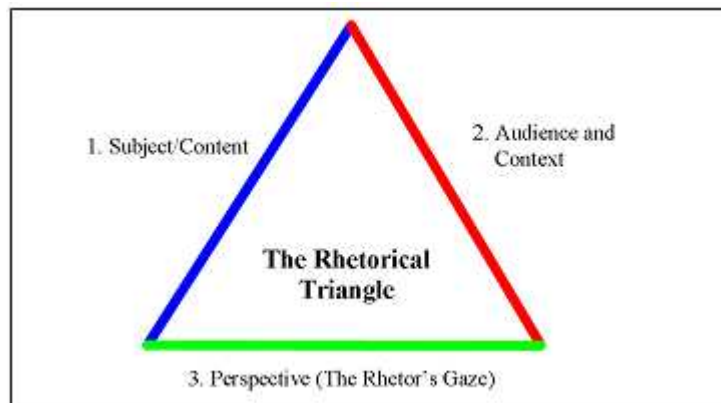 1. Subject/Content
2. Audience and
Context
The Rhetorical
Triangle
3. Perspective (The Rhetor's Gaze)